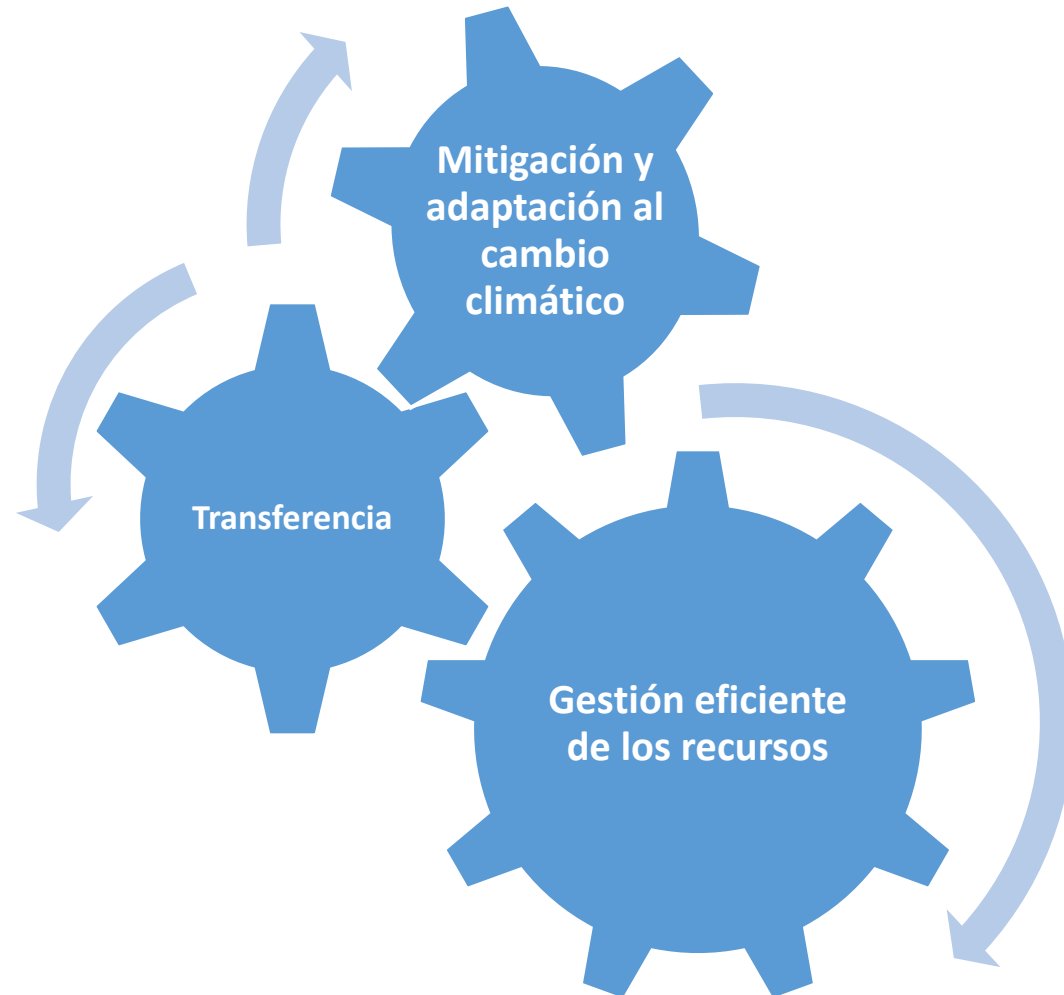 Mitigación y
adaptación al
cambio
climático
Transferencia
Gestión eficiente
de los recursos